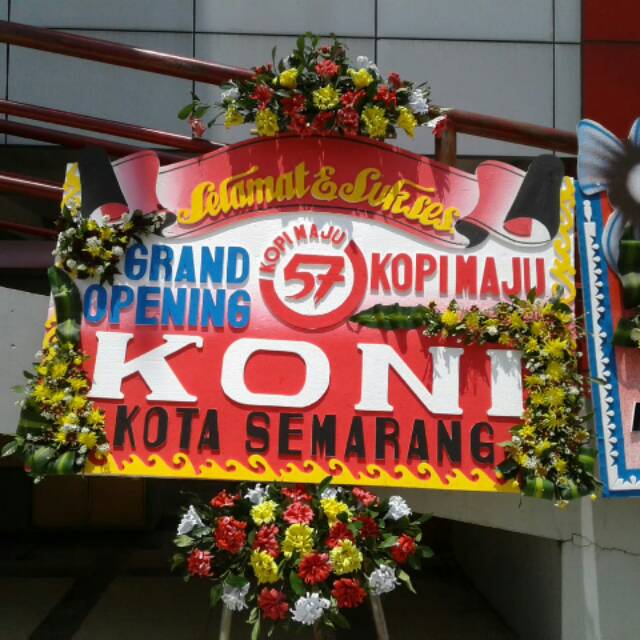 Selamat & Sukses
GRAND OPENING
KOPI MAJU
57
KOPI MAJU
KONI
KOTA SEMARANG